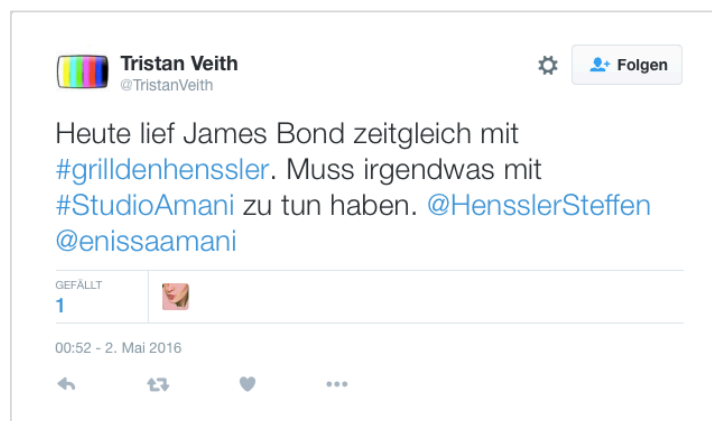 Tristan Veith
@TristanVeith
Folgen
Heute lief James Bond zeitgleich mit
#grilldenhenssler. Muss irgendwas mit
#StudioAmani zu tun haben. @HensslerSteffen
@enissaamani
GEFÄLLT
1
00:52 - 2. Mai 2016